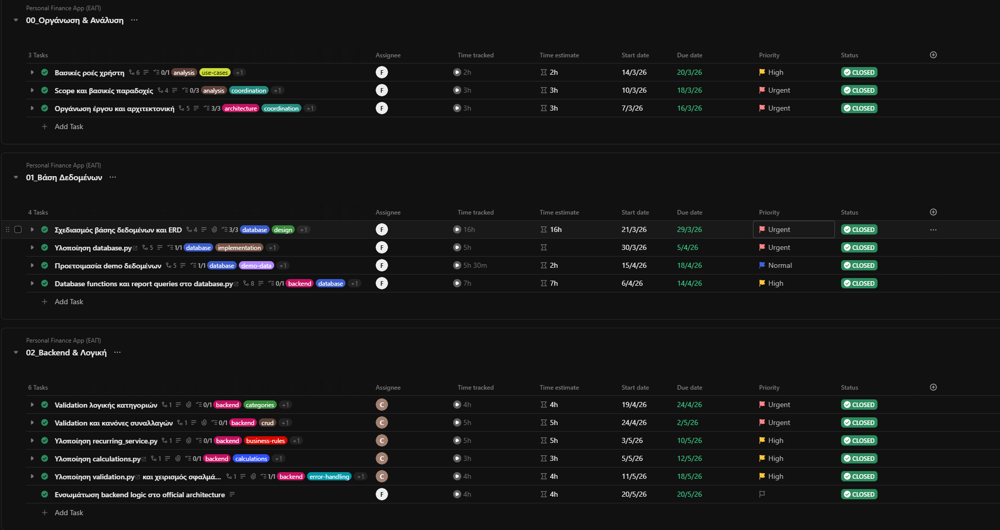 Personal Finance App (ΕΑΠ)
00_Οργάνωση & Ανάλυση ...
3 Tasks Assignee Time tracked Time estimate Start date Due date Priority Status
Βασικές ροές χρήστη 6 0/1 analysis use-cases +1 F 2h 2h 14/3/26 20/3/26 High CLOSED
Scope και βασικές παραδοχές 4 0/3 analysis coordination +1 F 3h 3h 10/3/26 18/3/26 Urgent CLOSED
Οργάνωση έργου και αρχιτεκτονική 5 3/3 architecture coordination +1 F 3h 3h 7/3/26 16/3/26 Urgent CLOSED
+ Add Task
Personal Finance App (ΕΑΠ)
01_Βάση Δεδομένων ...
4 Tasks Assignee Time tracked Time estimate Start date Due date Priority Status
Σχεδιασμός βάσης δεδομένων και ERD 4 3/3 database design +1 F 16h 16h 21/3/26 29/3/26 Urgent CLOSED ...
Υλοποίηση database.py 5 1/1 database implementation +1 F 5h 30/3/26 5/4/26 Urgent CLOSED
Προετοιμασία demo δεδομένων 5 1/1 database demo-data +1 F 5h 30m 2h 15/4/26 18/4/26 Normal CLOSED
Database functions και report queries στο database.py 8 0/1 backend database +1 F 7h 7h 6/4/26 14/4/26 High CLOSED
+ Add Task
Personal Finance App (ΕΑΠ)
02_Backend & Λογική ...
6 Tasks Assignee Time tracked Time estimate Start date Due date Priority Status
Validation λογικής κατηγοριών 1 0/1 backend categories +1 C 4h 4h 19/4/26 24/4/26 Urgent CLOSED
Validation και κανόνες συναλλαγών 1 0/1 backend crud +1 C 5h 5h 24/4/26 2/5/26 Urgent CLOSED
Υλοποίηση recurring_service.py 1 0/1 backend business-rules +1 C 5h 5h 3/5/26 10/5/26 High CLOSED
Υλοποίηση calculations.py 1 0/1 backend calculations +1 C 3h 3h 5/5/26 12/5/26 High CLOSED
Υλοποίηση validation.py και χειρισμός σφαλμά... 1 1/1 backend error-handling +1 C 4h 4h 11/5/26 18/5/26 High CLOSED
Ενσωμάτωση backend logic στο official architecture F 4h 4h 20/5/26 20/5/26 CLOSED
+ Add Task